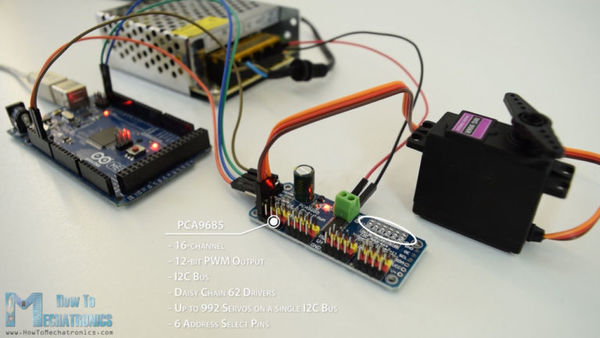 PCA9685
- 16-channel
- 12-bit PWM Output
- I2C Bus
- Daisy Chain 62 Drivers
- Up to 992 Servos on a single I2C Bus
- 6 Address Select Pins
How To
Mechatronics
www.HowToMechatronics.com